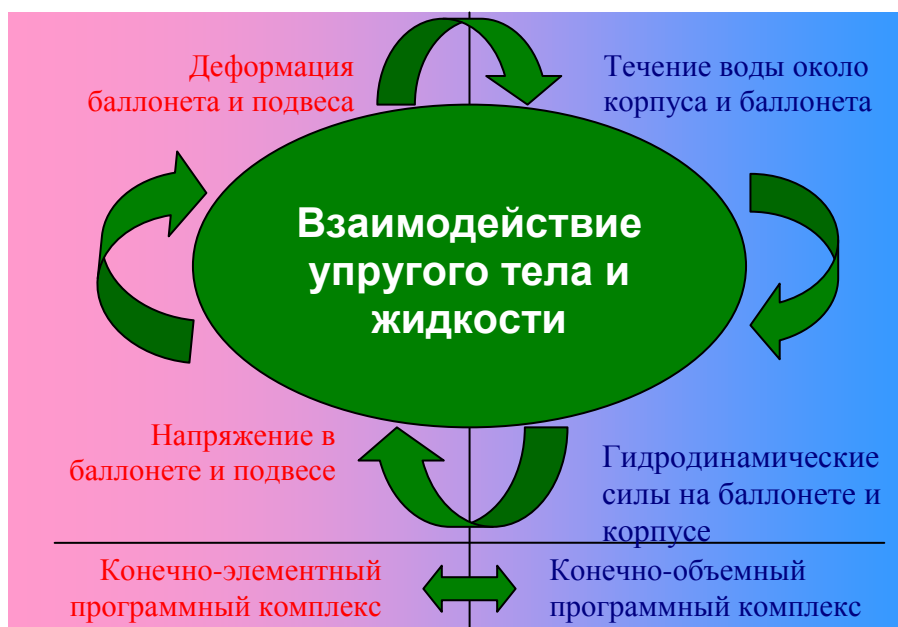 Деформация
баллонета и подвеса
Течение воды около
корпуса и баллонета
Взаимодействие
упругого тела и
жидкости
Напряжение в
баллонете и подвесе
Гидродинамические
силы на баллонете и
корпусе
Конечно-элементный
программный комплекс
Конечно-объемный
программный комплекс